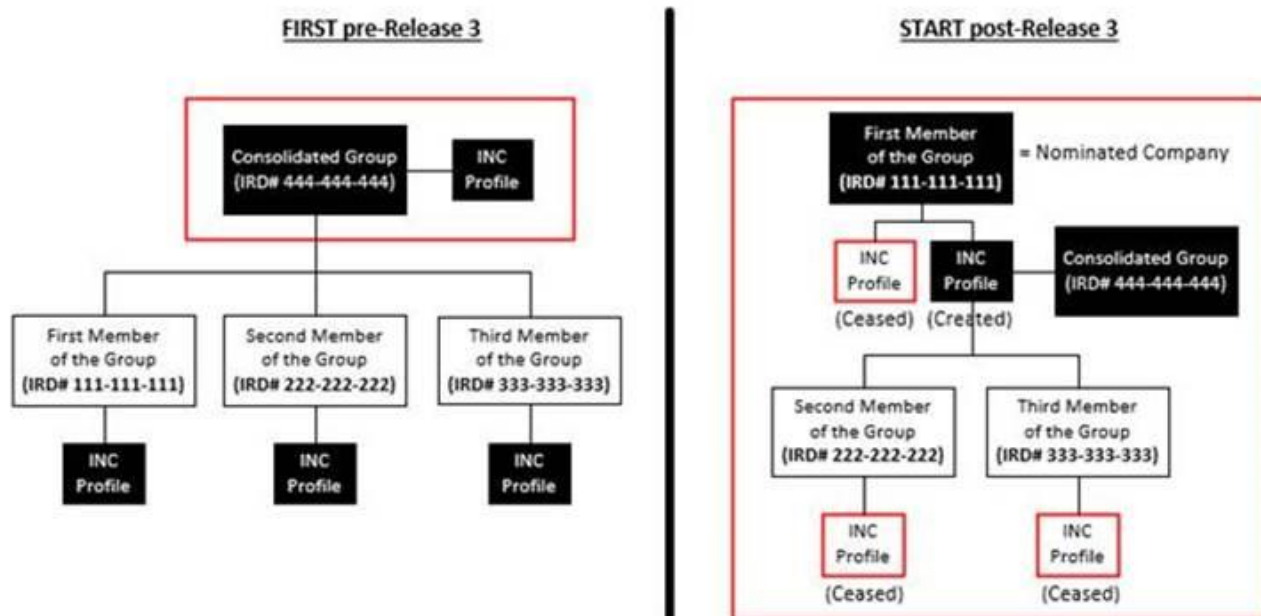 FIRST pre-Release 3
Consolidated Group
(IRD# 444-444-444)
INC
Profile
First Member
of the Group
(IRD# 111-111-111)
Second Member
of the Group
(IRD# 222-222-222)
Third Member
of the Group
(IRD# 333-333-333)
INC
Profile
INC
Profile
INC
Profile
START post-Release 3
First Member
of the Group
(IRD# 111-111-111)
= Nominated Company
INC
Profile
(Ceased)
INC
Profile
(Created)
Consolidated Group
(IRD# 444-444-444)
Second Member
of the Group
(IRD# 222-222-222)
Third Member
of the Group
(IRD# 333-333-333)
INC
Profile
(Ceased)
INC
Profile
(Ceased)